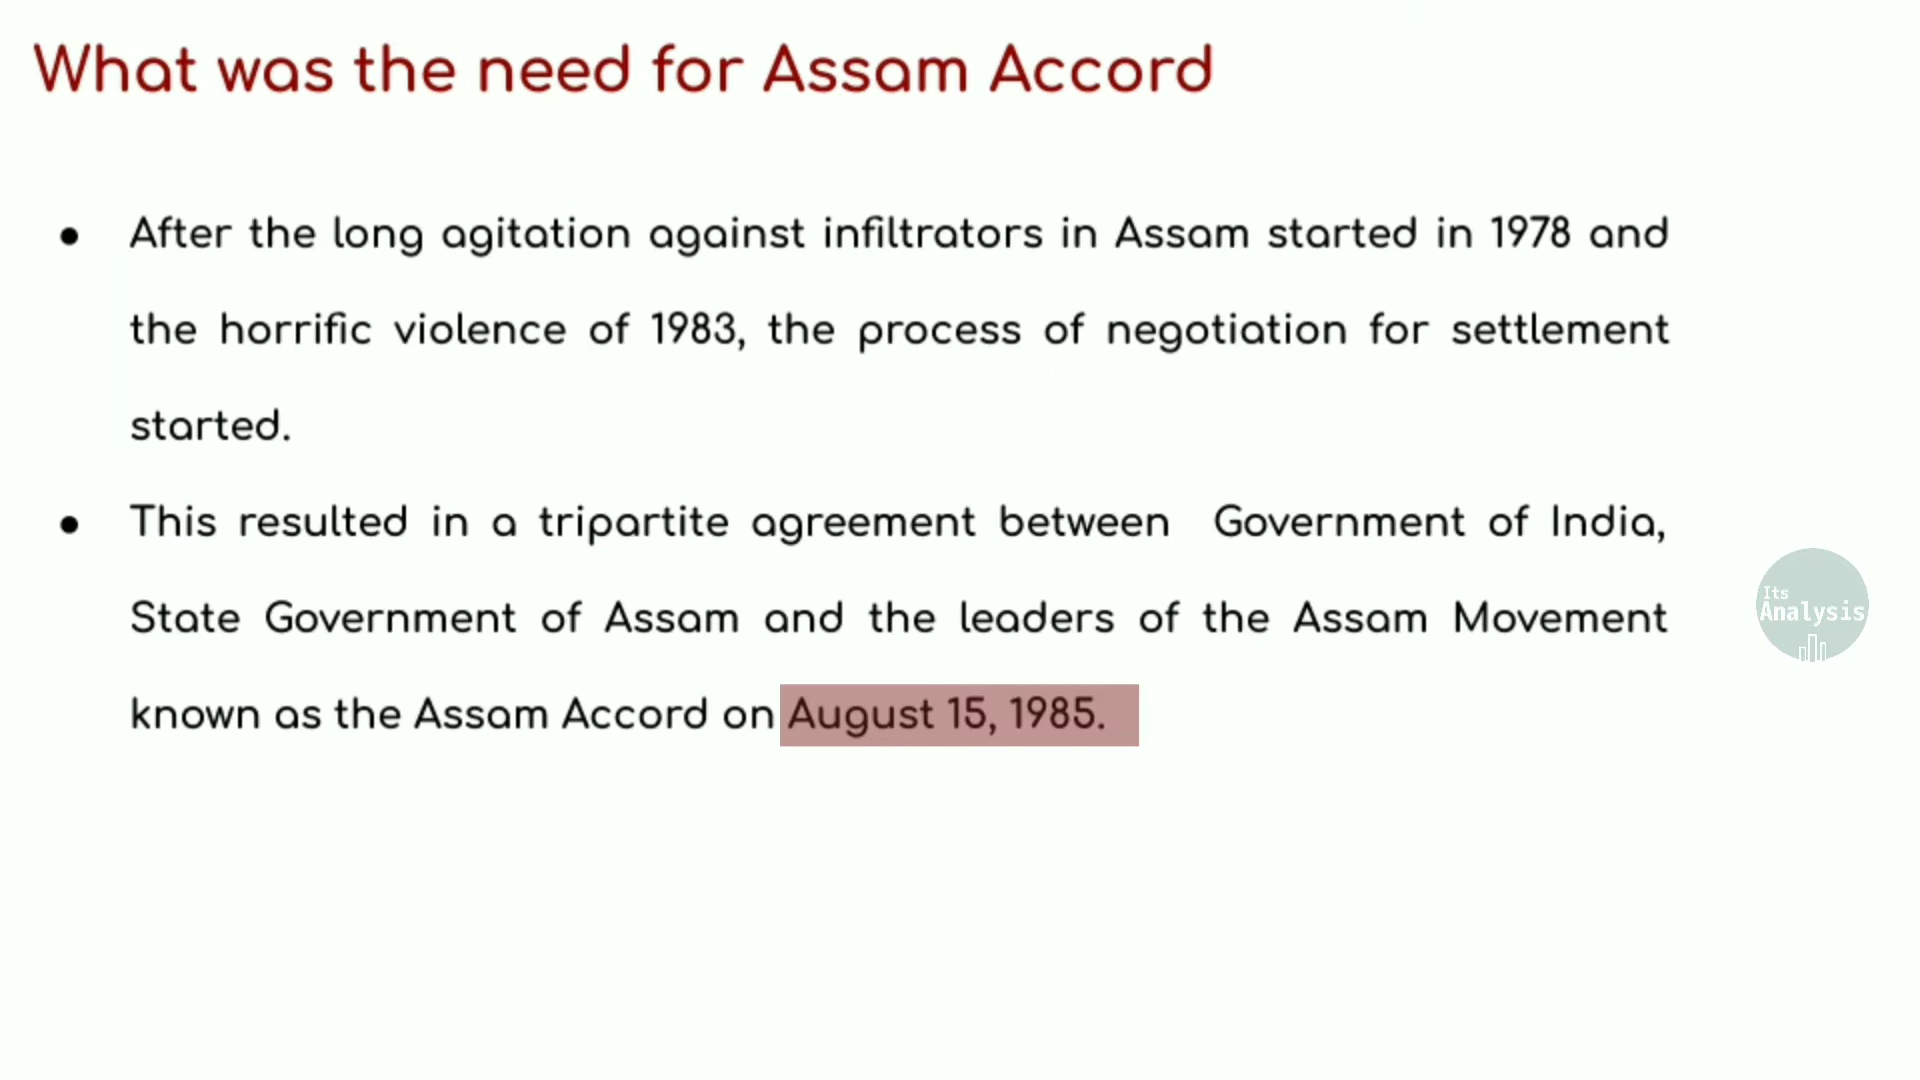 What was the need for Assam Accord
● After the long agitation against infiltrators in Assam started in 1978 and
the horrific violence of 1983, the process of negotiation for settlement
started.
● This resulted in a tripartite agreement between Government of India,
State Government of Assam and the leaders of the Assam Movement
known as the Assam Accord on August 15, 1985.
Its
Analysis